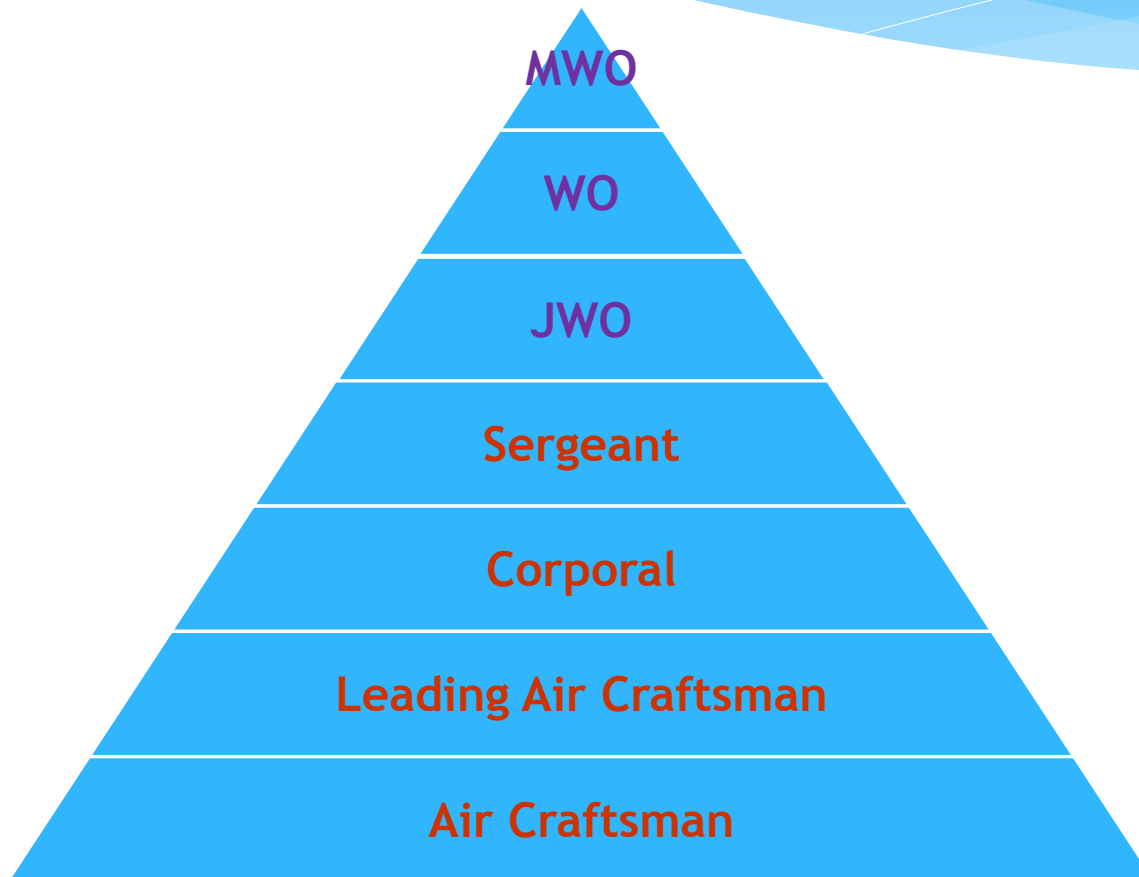 MWO
WO
JWO
Sergeant
Corporal
Leading Air Craftsman
Air Craftsman